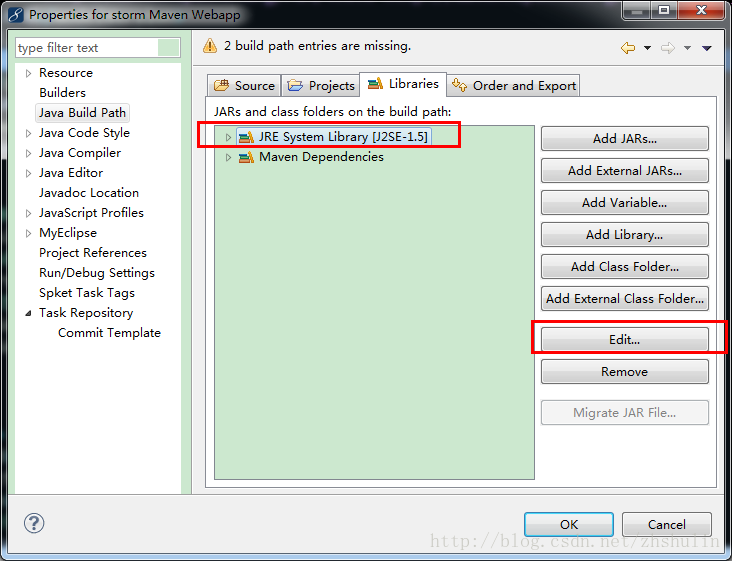 Properties for storm Maven Webapp
type filter text
2 build path entries are missing.
Resource
Builders
Java Build Path
Java Code Style
Java Compiler
Java Editor
Javadoc Location
JavaScript Profiles
MyEclipse
Project References
Run/Debug Settings
Spket Task Tags
Task Repository
Commit Template
Source
Projects
Libraries
Order and Export
JARs and class folders on the build path:
JRE System Library [J2SE-1.5]
Maven Dependencies
Add JARs...
Add External JARs...
Add Variable...
Add Library...
Add Class Folder...
Add External Class Folder...
Edit...
Remove
Migrate JAR File...
OK
Cancel
http://blog.csdn.net/zhshulin